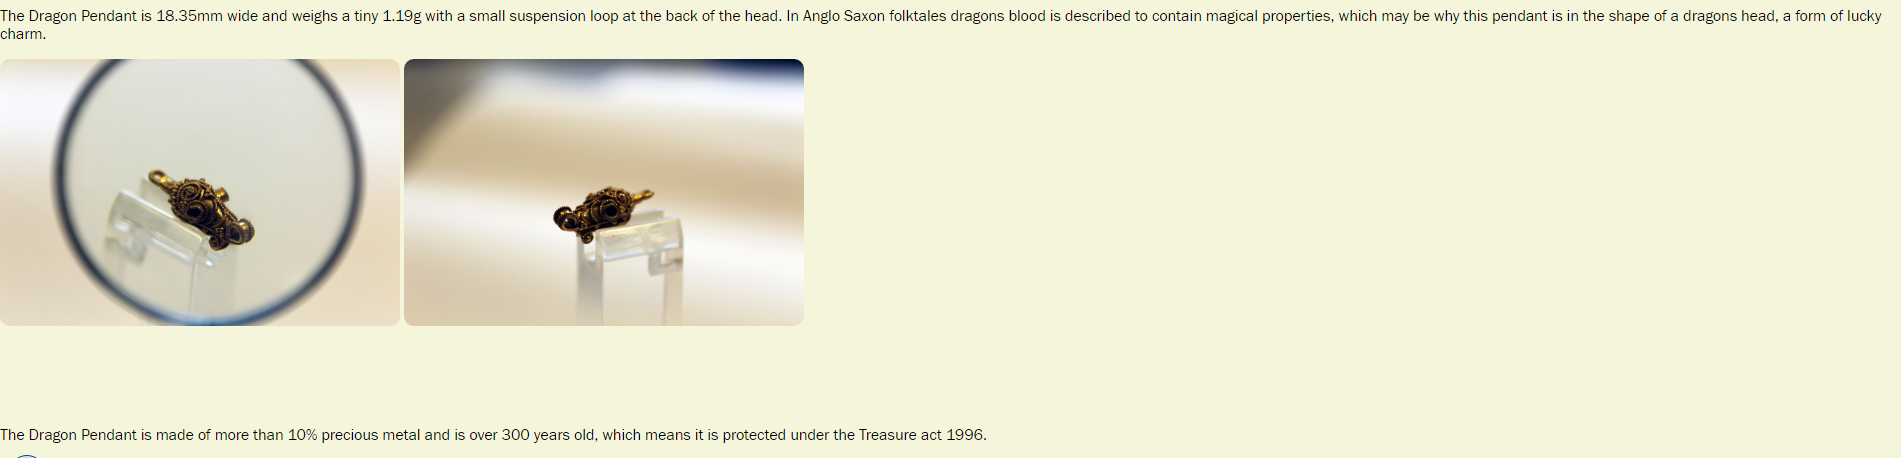 The Dragon Pendant is 18.35mm wide and weighs a tiny 1.19g with a small suspension loop at the back of the head. In Anglo Saxon folktales dragons blood is described to contain magical properties, which may be why this pendant is in the shape of a dragons head, a form of lucky
charm.
The Dragon Pendant is made of more than 10% precious metal and is over 300 years old, which means it is protected under the Treasure act 1996.